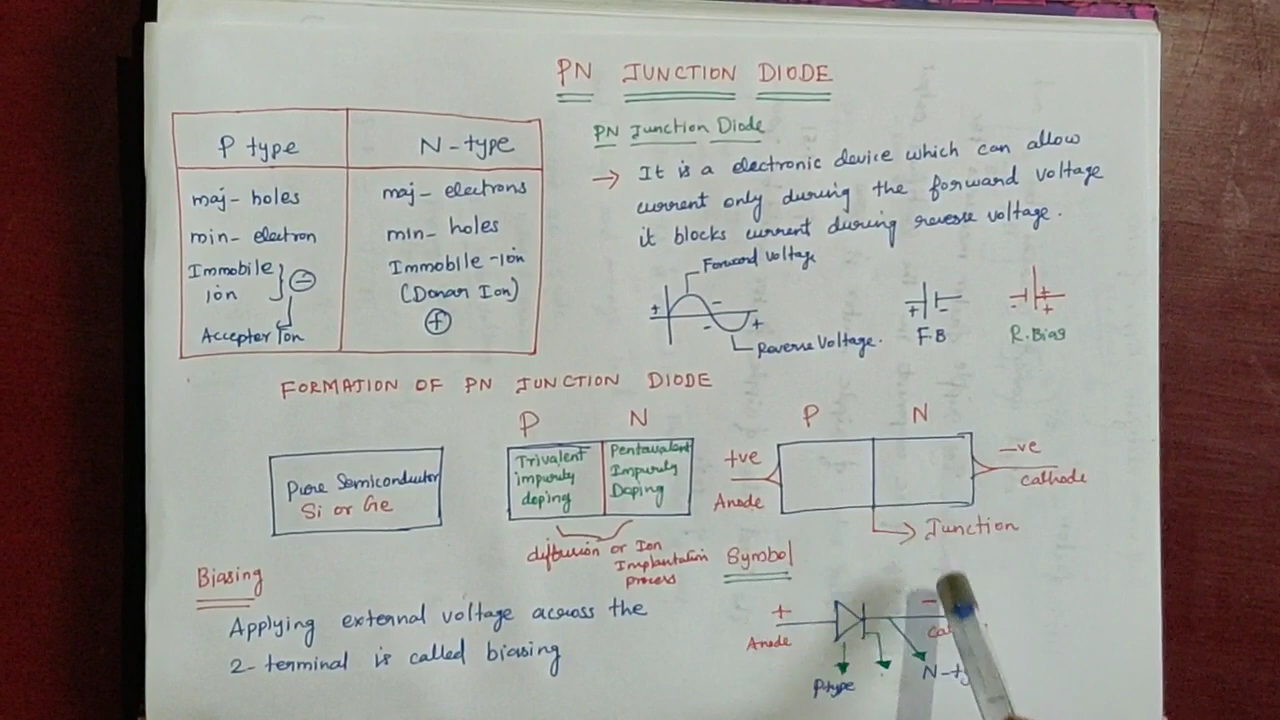 PN JUNCTION DIODE
P type
N-type
maj- holes
maj- electrons
min- electron
min- holes
Immobile
ion
-
Immobile-ion
(Donar Ion)
+
Acceptor Ion
PN Junction Diode
→ It is a electronic device which can allow
current only during the forward voltage
it blocks current during reverse voltage.
Forward voltage
+ -
- +
Reverse Voltage.
+ -
F.B
- +
+
R.Bias
FORMATION OF PN JUNCTION DIODE
Pure Semiconductor
Si or Ge
P N
Trivalent
impurity
doping
Pentavalent
Impurity
Doping
diffusion or Ion
Implantation
process
P N
+ve
Anode
-ve
cathode
Junction
Biasing
Applying external voltage across the
2-terminal is called biasing
Symbol
+
Anode
-
P-type